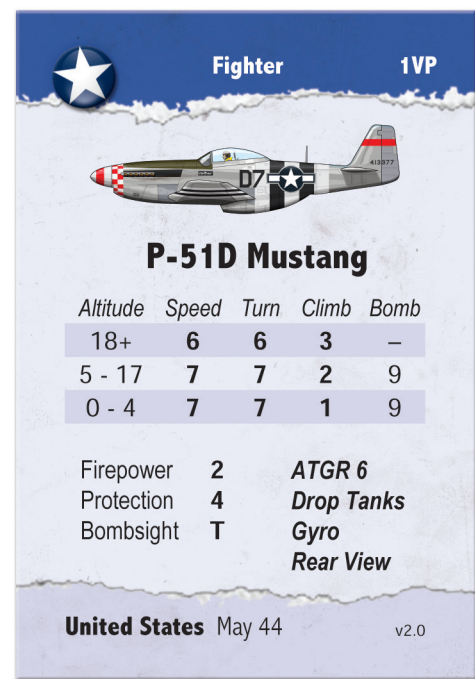 Fighter 1VP
D7
413377
P-51D Mustang
Altitude Speed Turn Climb Bomb
18+ 6 6 3 –
5 - 17 7 7 2 9
0 - 4 7 7 1 9
Firepower 2 ATGR 6
Protection 4 Drop Tanks
Bombsight T Gyro
Rear View
United States May 44 v2.0